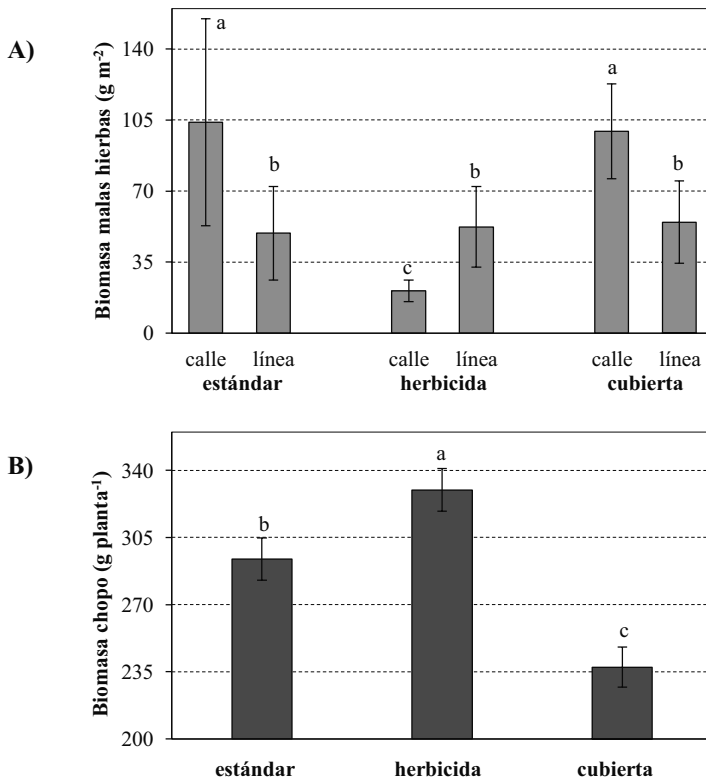 A)
Biomasa malas hierbas (g m-2)
140
105
70
35
0
a
b
c
b
a
b
calle línea calle línea calle línea
estándar herbicida cubierta
B)
Biomasa chopo (g planta-1)
340
305
270
235
200
b
a
c
estándar herbicida cubierta